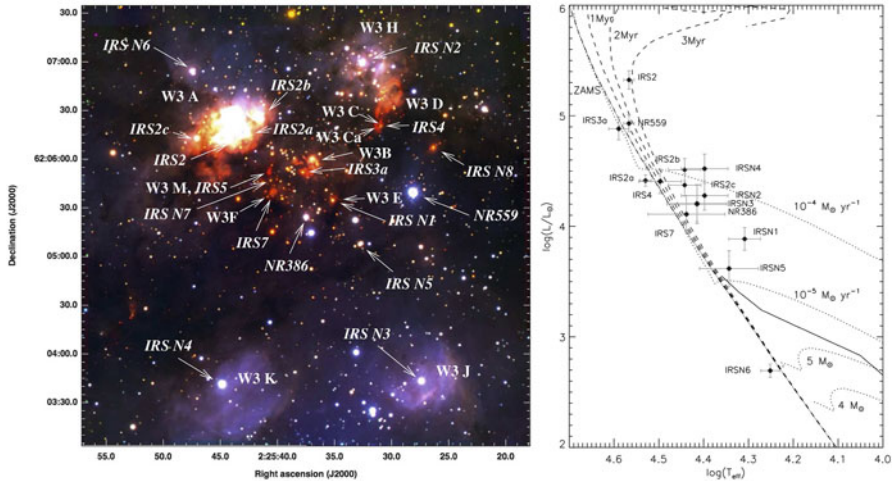 30.0
07:00.0
30.0
62:06:00.0
30.0
05:00.0
30.0
04:00.0
03:30.0
Declination (J2000)
55.0
50.0
45.0
2:25:40.0
35.0
30.0
25.0
20.0
Right ascension (J2000)
W3 H
IRS N6
IRS N2
W3 A
IRS2b
W3 D
W3 C
IRS2c
IRS2a
IRS4
W3 Ca
IRS2
W3B
IRS3a
IRS N8
W3 M, IRS5
W3 E
IRS N7
IRS N1
NR559
W3F
IRS7
NR386
IRS N5
IRS N4
IRS N3
W3 K
W3 J
6
5
4
3
2
log(L/L⊙)
4.6
4.5
4.4
4.3
4.2
4.1
4.0
log(Teff)
1Myr
2Myr
3Myr
ZAMS
IRS2
IRS3a
NR559
IRS2b
IRSN4
IRS2a
IRS2c
IRS4
IRSN2
IRSN3
NR386
IRS7
IRSN1
IRSN5
IRSN6
10⁻⁴ M⊙ yr⁻¹
10⁻⁵ M⊙ yr⁻¹
5 M⊙
4 M⊙